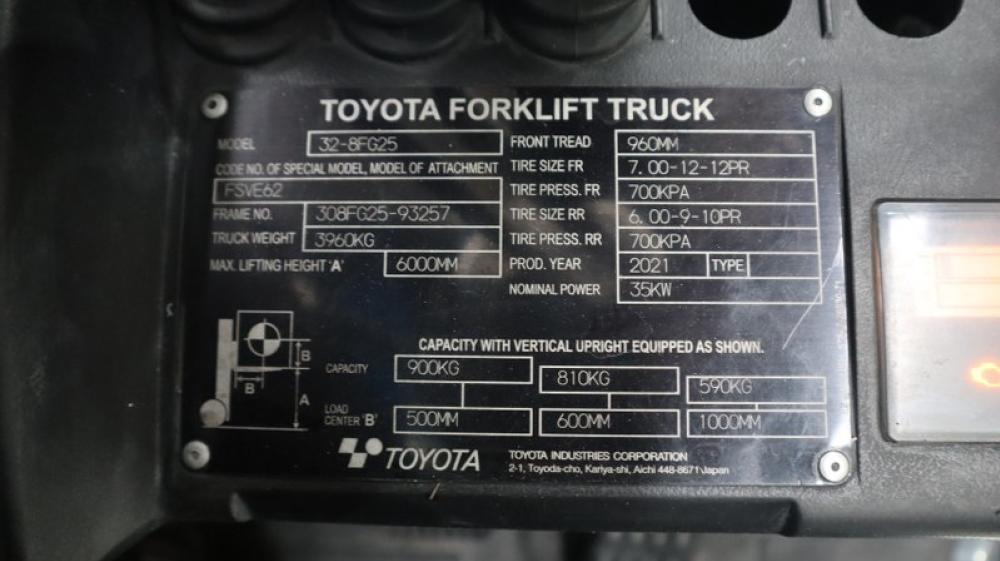 TOYOTA FORKLIFT TRUCK
MODEL 32-8FG25 FRONT TREAD 960MM
CODE NO. OF SPECIAL MODEL, MODEL OF ATTACHMENT TIRE SIZE FR 7.00-12-12PR
FSVE62 TIRE PRESS. FR 700KPA
FRAME NO. 308FG25-93257 TIRE SIZE RR 6.00-9-10PR
TRUCK WEIGHT 3960KG TIRE PRESS. RR 700KPA
MAX. LIFTING HEIGHT 'A' 6000MM PROD. YEAR 2021 TYPE
NOMINAL POWER 35KW
CAPACITY WITH VERTICAL UPRIGHT EQUIPPED AS SHOWN.
B
B
A
CAPACITY 900KG 810KG 590KG
LOAD
CENTER 'B' 500MM 600MM 1000MM
TOYOTA
TOYOTA INDUSTRIES CORPORATION
2-1, Toyoda-cho, Kariya-shi, Aichi 448-8671 Japan